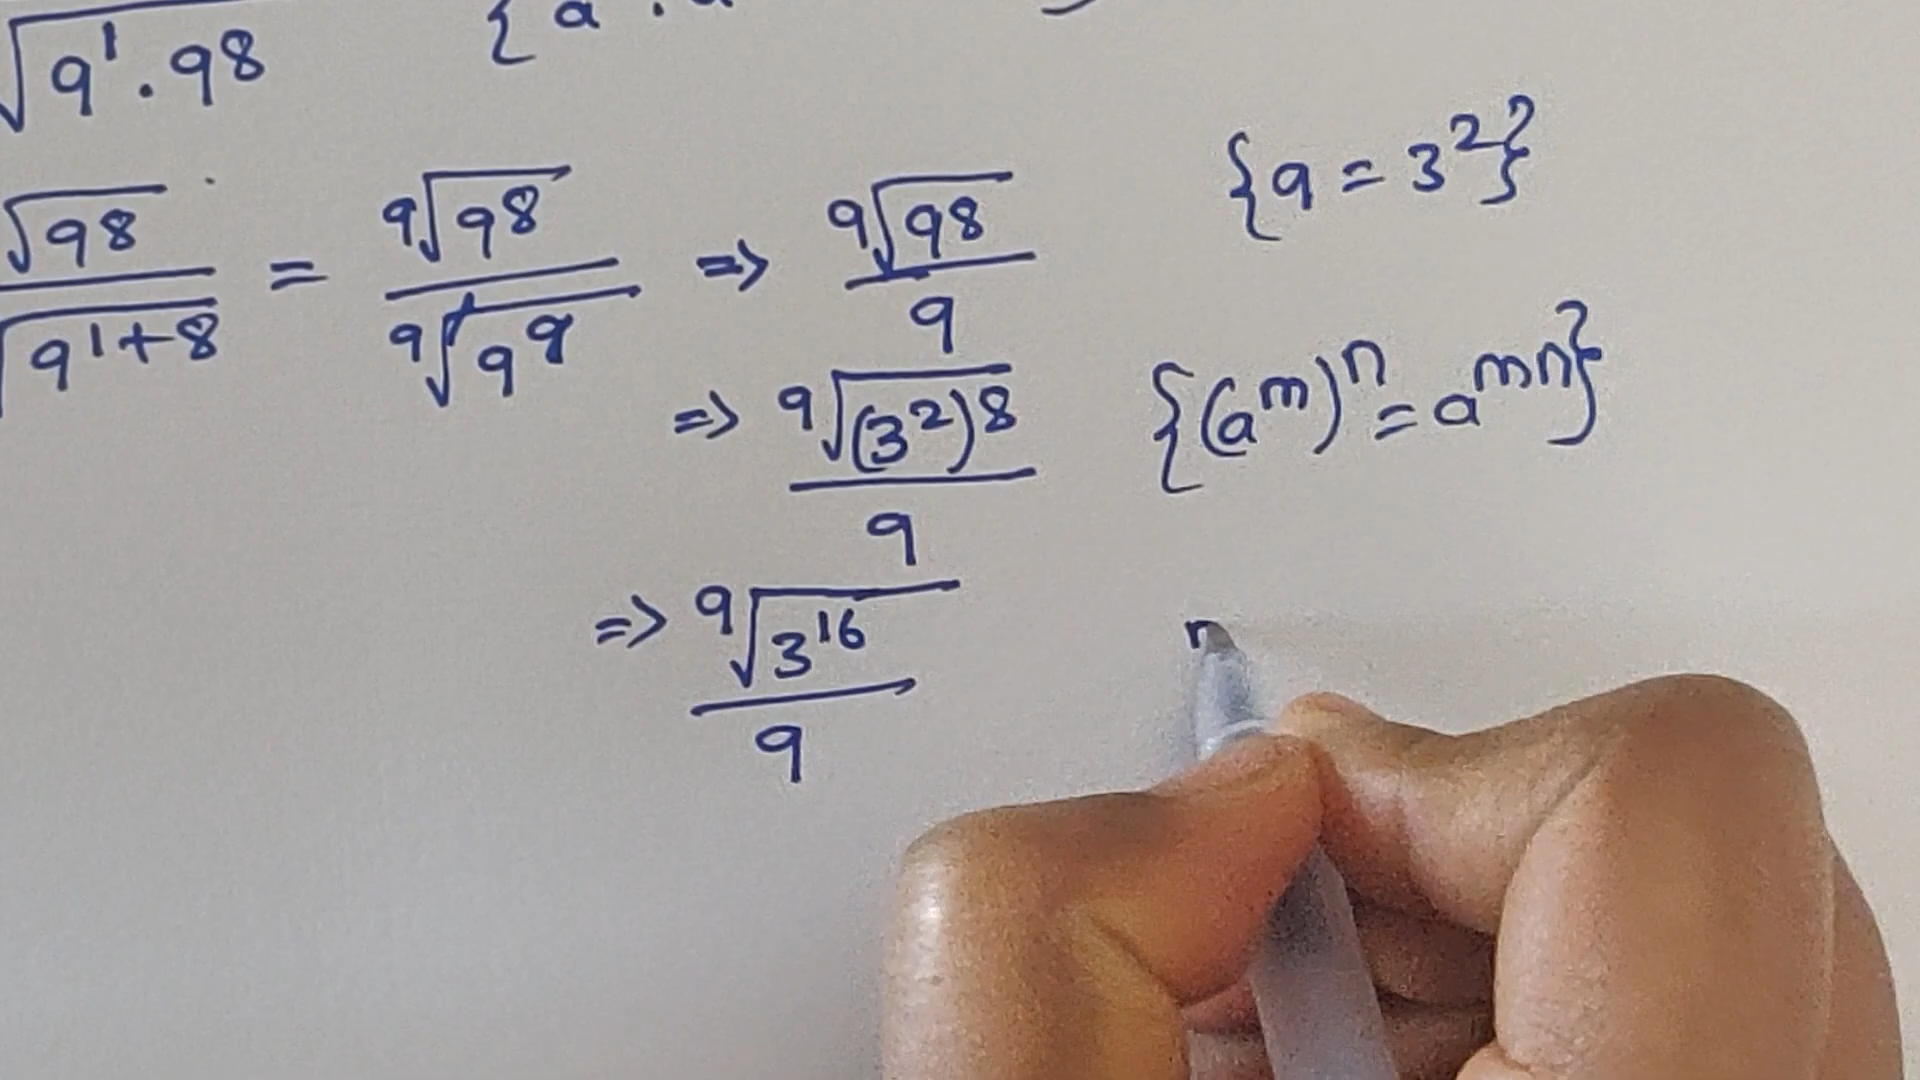 √9¹·98 {a · a
√98 / √9¹⁺⁸ = ⁹√98 / ⁹√9⁹ => ⁹√98 / 9 {9 = 3²}
=> ⁹√(3²)⁸ / 9 {(aᵐ)ⁿ = aᵐⁿ}
=> ⁹√3¹⁶ / 9 n